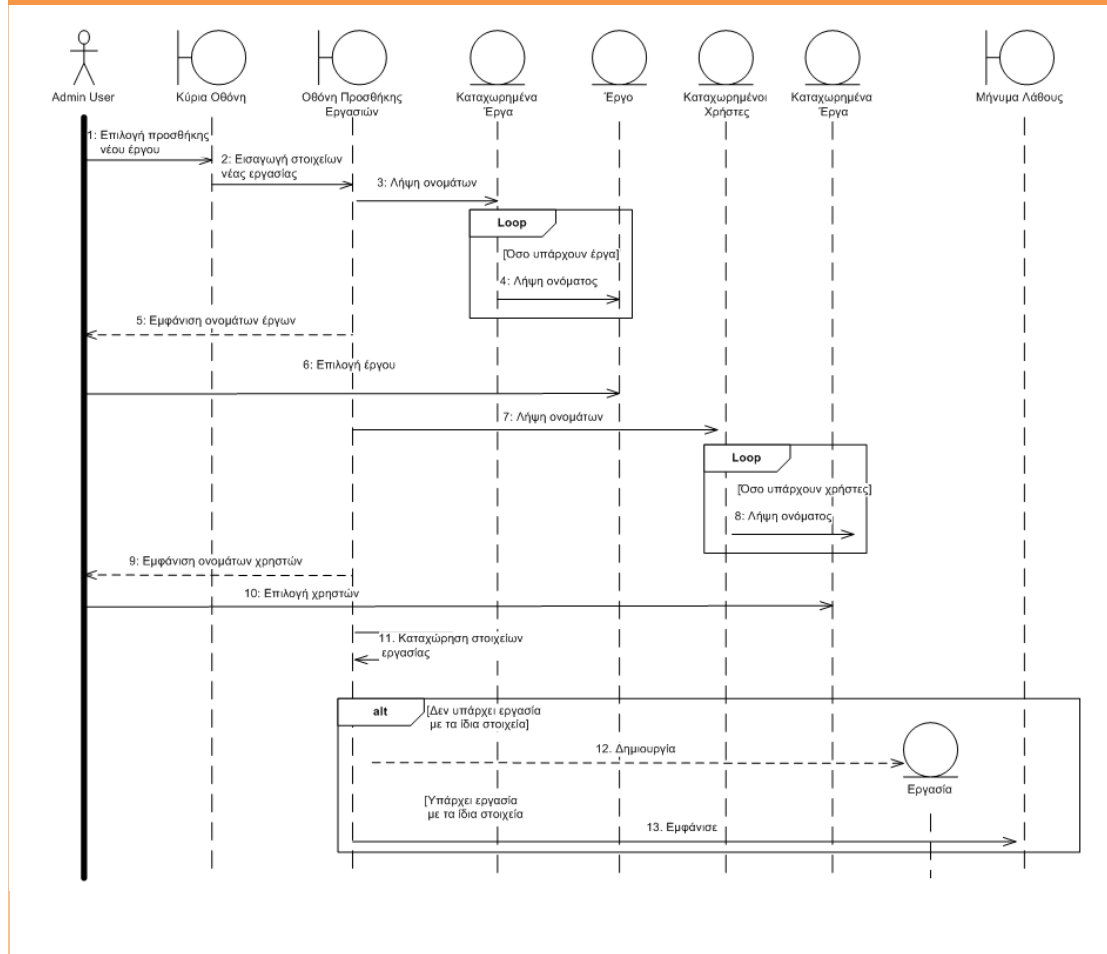 Admin User
Κύρια Οθόνη
Οθόνη Προσθήκης
Εργασιών
Καταχωρημένα
Έργα
Έργο
Καταχωρημένοι
Χρήστες
Καταχωρημένα
Έργα
Μήνυμα Λάθους
1: Επιλογή προσθήκης
νέου έργου
2: Εισαγωγή στοιχείων
νέας εργασίας
3: Λήψη ονομάτων
Loop
[Όσο υπάρχουν έργα]
4: Λήψη ονόματος
5: Εμφάνιση ονομάτων έργων
6: Επιλογή έργου
7: Λήψη ονομάτων
Loop
[Όσο υπάρχουν χρήστες]
8: Λήψη ονόματος
9: Εμφάνιση ονομάτων χρηστών
10: Επιλογή χρηστών
11. Καταχώρηση στοιχείων
εργασίας
alt
[Δεν υπάρχει εργασία
με τα ίδια στοιχεία]
12. Δημιουργία
Εργασία
[Υπάρχει εργασία
με τα ίδια στοιχεία
13. Εμφάνισε